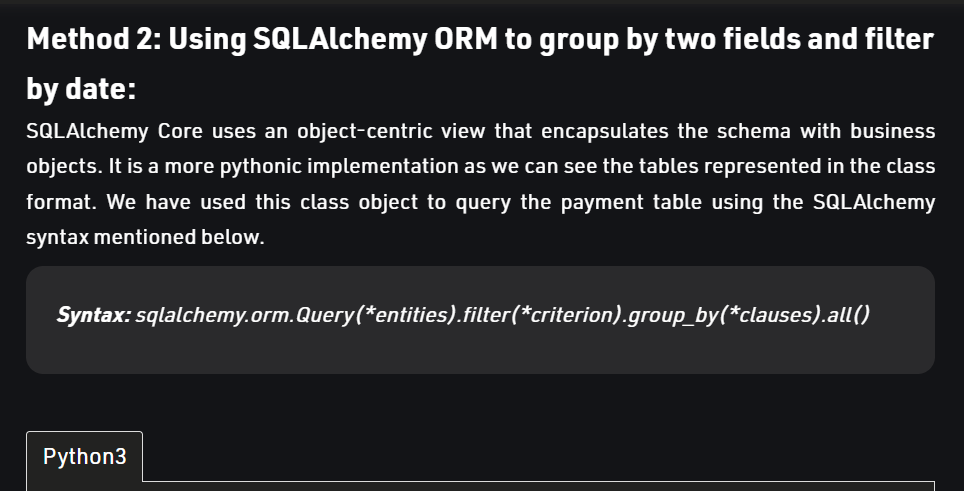 Method 2: Using SQLAlchemy ORM to group by two fields and filter
by date:
SQLAlchemy Core uses an object-centric view that encapsulates the schema with business
objects. It is a more pythonic implementation as we can see the tables represented in the class
format. We have used this class object to query the payment table using the SQLAlchemy
syntax mentioned below.
Syntax: sqlalchemy.orm.Query(*entities).filter(*criterion).group_by(*clauses).all()
Python3